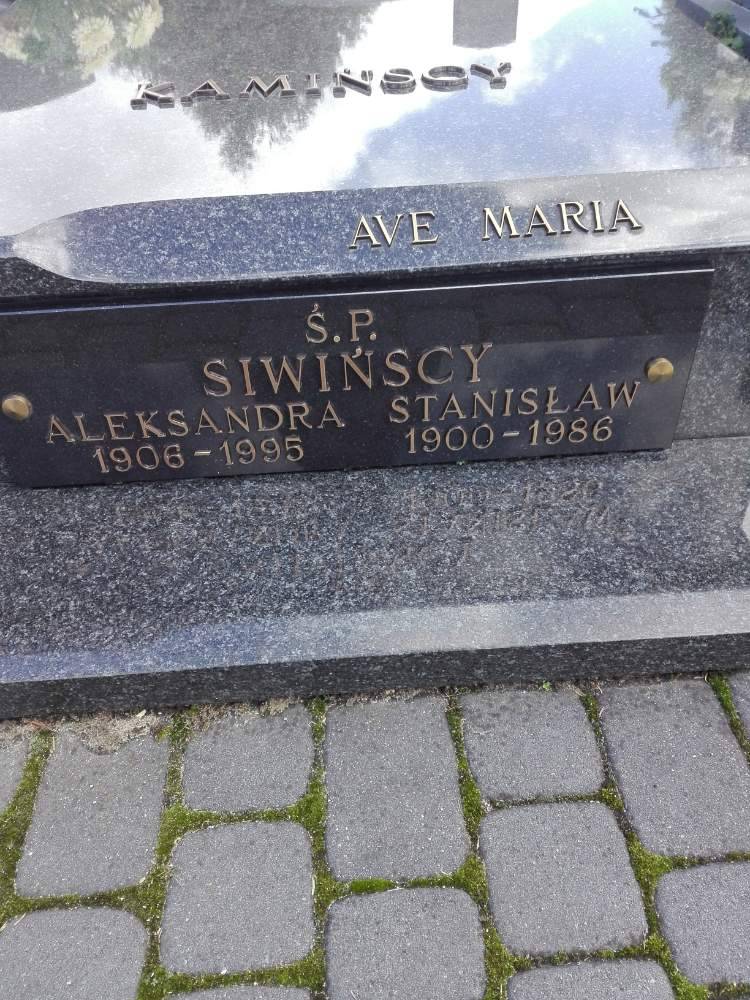 KAMIŃSCY
AVE MARIA
Ś.P.
SIWIŃSCY
ALEKSANDRA STANISŁAW
1906-1995 1900-1986